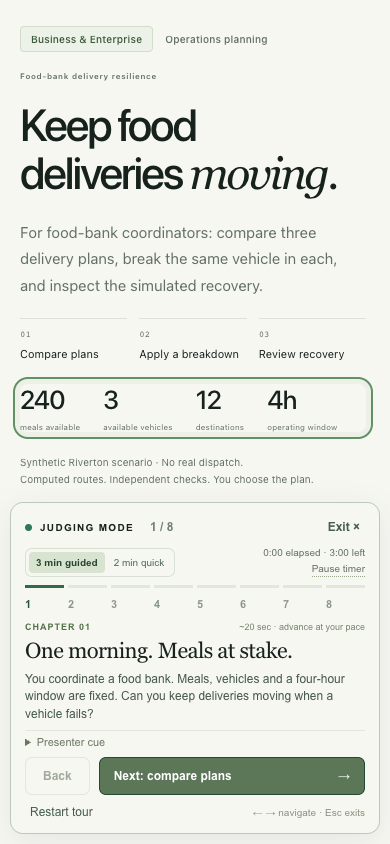 Business & Enterprise Operations planning
Food-bank delivery resilience
Keep food
deliveries moving.
For food-bank coordinators: compare three
delivery plans, break the same vehicle in each,
and inspect the simulated recovery.
01 02 03
Compare plans Apply a breakdown Review recovery
240 3 12 4h
meals available available vehicles destinations operating window
Synthetic Riverton scenario · No real dispatch.
Computed routes. Independent checks. You choose the plan.
JUDGING MODE 1 / 8 Exit ×
3 min guided 2 min quick 0:00 elapsed · 3:00 left
Pause timer
1 2 3 4 5 6 7 8
CHAPTER 01 ~20 sec · advance at your pace
One morning. Meals at stake.
You coordinate a food bank. Meals, vehicles and a four-hour
window are fixed. Can you keep deliveries moving when a
vehicle fails?
Presenter cue
Back Next: compare plans →
Restart tour ←→ navigate · Esc exits